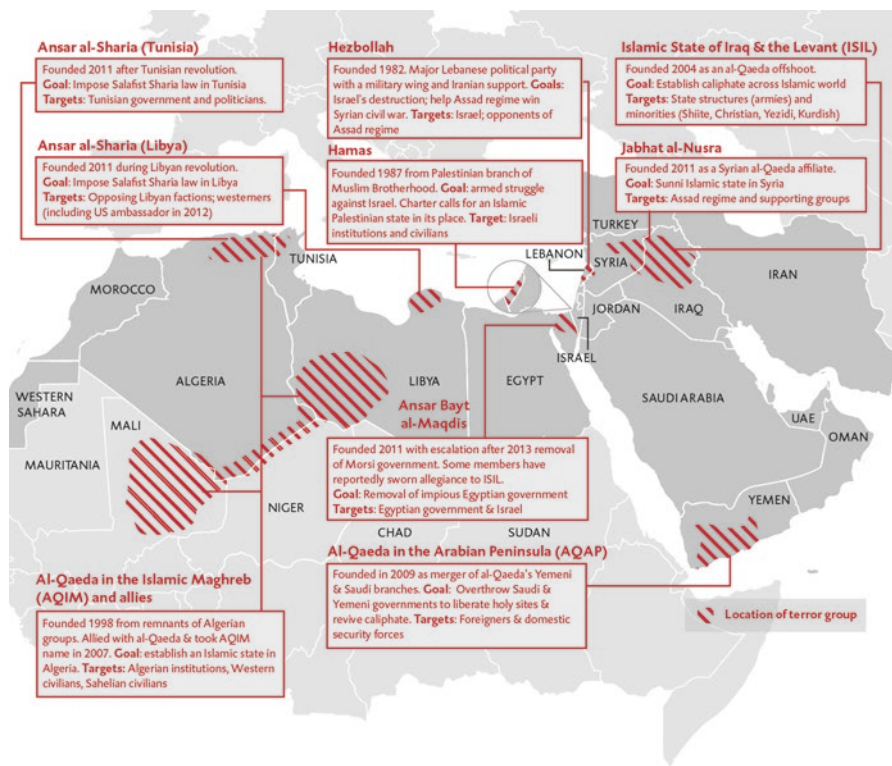 Ansar al-Sharia (Tunisia)
Founded 2011 after Tunisian revolution.
Goal: Impose Salafist Sharia law in Tunisia
Targets: Tunisian government and politicians.
Ansar al-Sharia (Libya)
Founded 2011 during Libyan revolution.
Goal: Impose Salafist Sharia law in Libya
Targets: Opposing Libyan factions; westerners
(including US ambassador in 2012)
Hezbollah
Founded 1982. Major Lebanese political party
with a military wing and Iranian support. Goals:
Israel's destruction; help Assad regime win
Syrian civil war. Targets: Israel; opponents of
Assad regime
Hamas
Founded 1987 from Palestinian branch of
Muslim Brotherhood. Goal: armed struggle
against Israel. Charter calls for an Islamic
Palestinian state in its place. Target: Israeli
institutions and civilians
Islamic State of Iraq & the Levant (ISIL)
Founded 2004 as an al-Qaeda offshoot.
Goal: Establish caliphate across Islamic world
Targets: State structures (armies) and
minorities (Shiite, Christian, Yezidi, Kurdish)
Jabhat al-Nusra
Founded 2011 as a Syrian al-Qaeda affiliate.
Goal: Sunni Islamic state in Syria
Targets: Assad regime and supporting groups
TURKEY
TUNISIA
LEBANON
SYRIA
IRAN
MOROCCO
JORDAN
IRAQ
ISRAEL
ALGERIA
LIBYA
EGYPT
WESTERN
SAHARA
SAUDI ARABIA
UAE
OMAN
MALI
MAURITANIA
NIGER
CHAD
SUDAN
YEMEN
Ansar Bayt
al-Maqdis
Founded 2011 with escalation after 2013 removal
of Morsi government. Some members have
reportedly sworn allegiance to ISIL.
Goal: Removal of impious Egyptian government
Targets: Egyptian government & Israel
Al-Qaeda in the Arabian Peninsula (AQAP)
Founded in 2009 as merger of al-Qaeda's Yemeni
& Saudi branches. Goal: Overthrow Saudi &
Yemeni governments to liberate holy sites &
revive caliphate. Targets: Foreigners & domestic
security forces
Al-Qaeda in the Islamic Maghreb
(AQIM) and allies
Founded 1998 from remnants of Algerian
groups. Allied with al-Qaeda & took AQIM
name in 2007. Goal: establish an Islamic state in
Algeria. Targets: Algerian institutions, Western
civilians, Sahelian civilians
Location of terror group